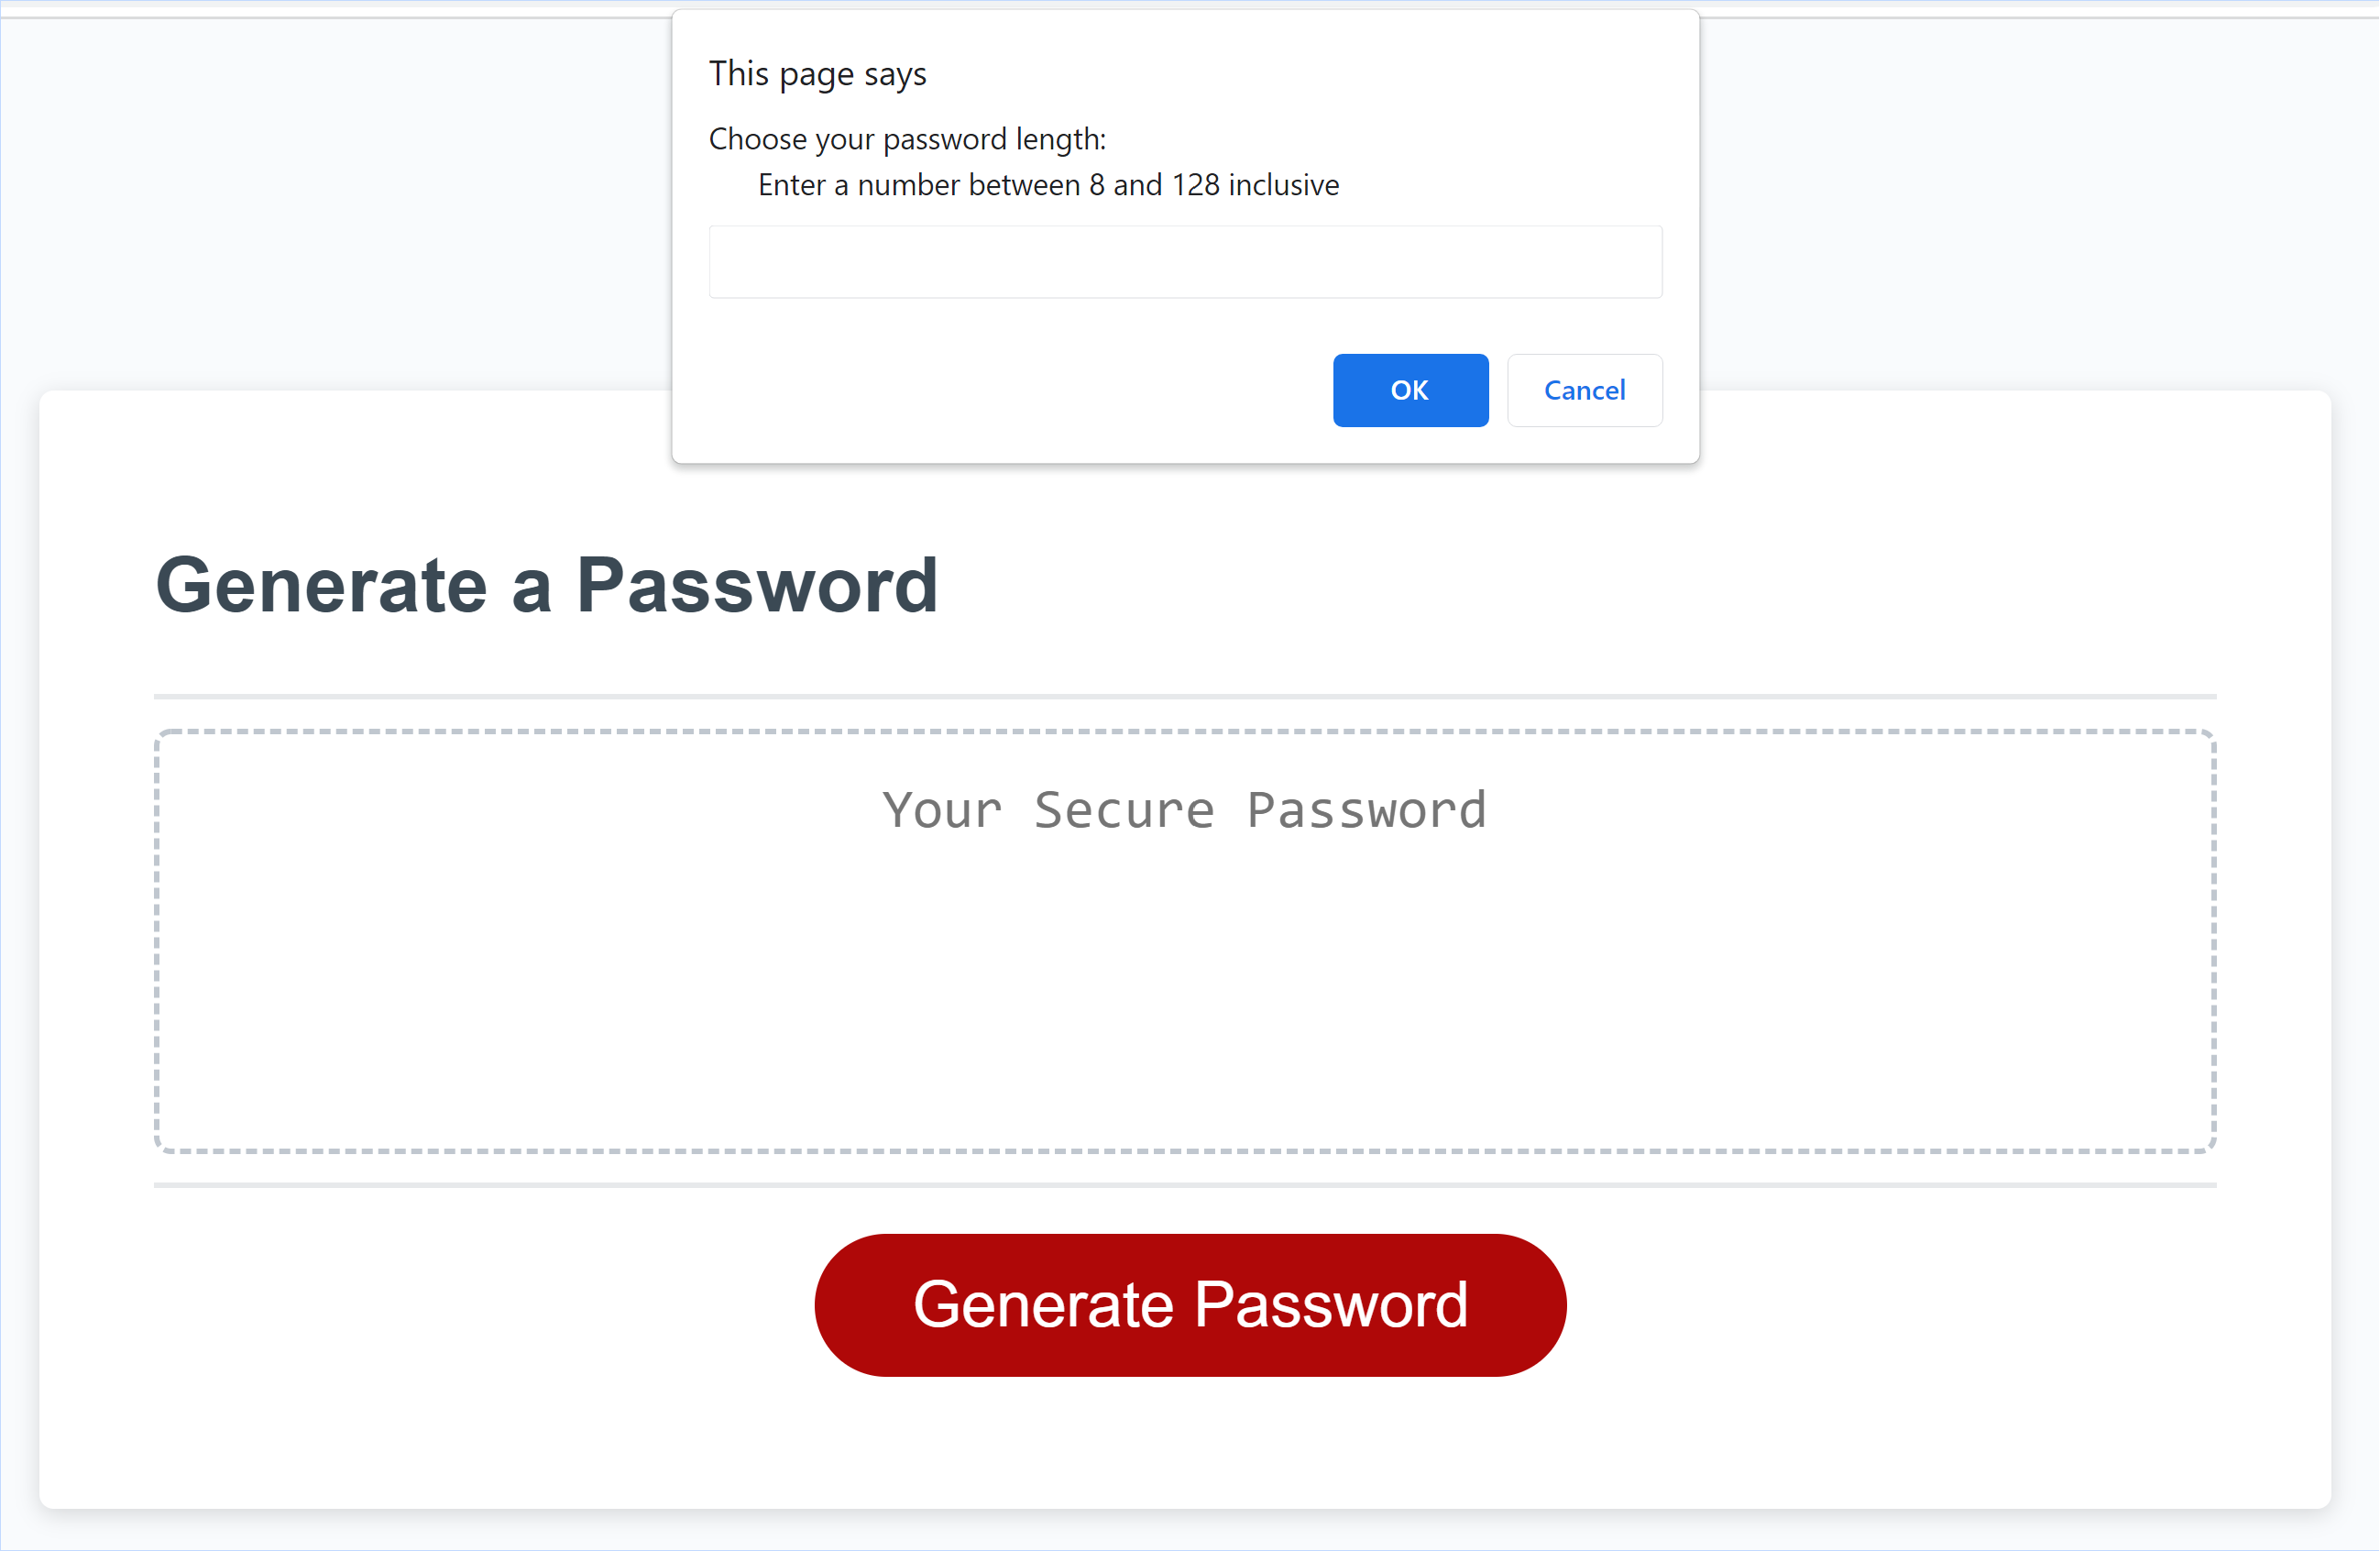 This page says
Choose your password length:
Enter a number between 8 and 128 inclusive
OK
Cancel
Generate a Password
Your Secure Password
Generate Password